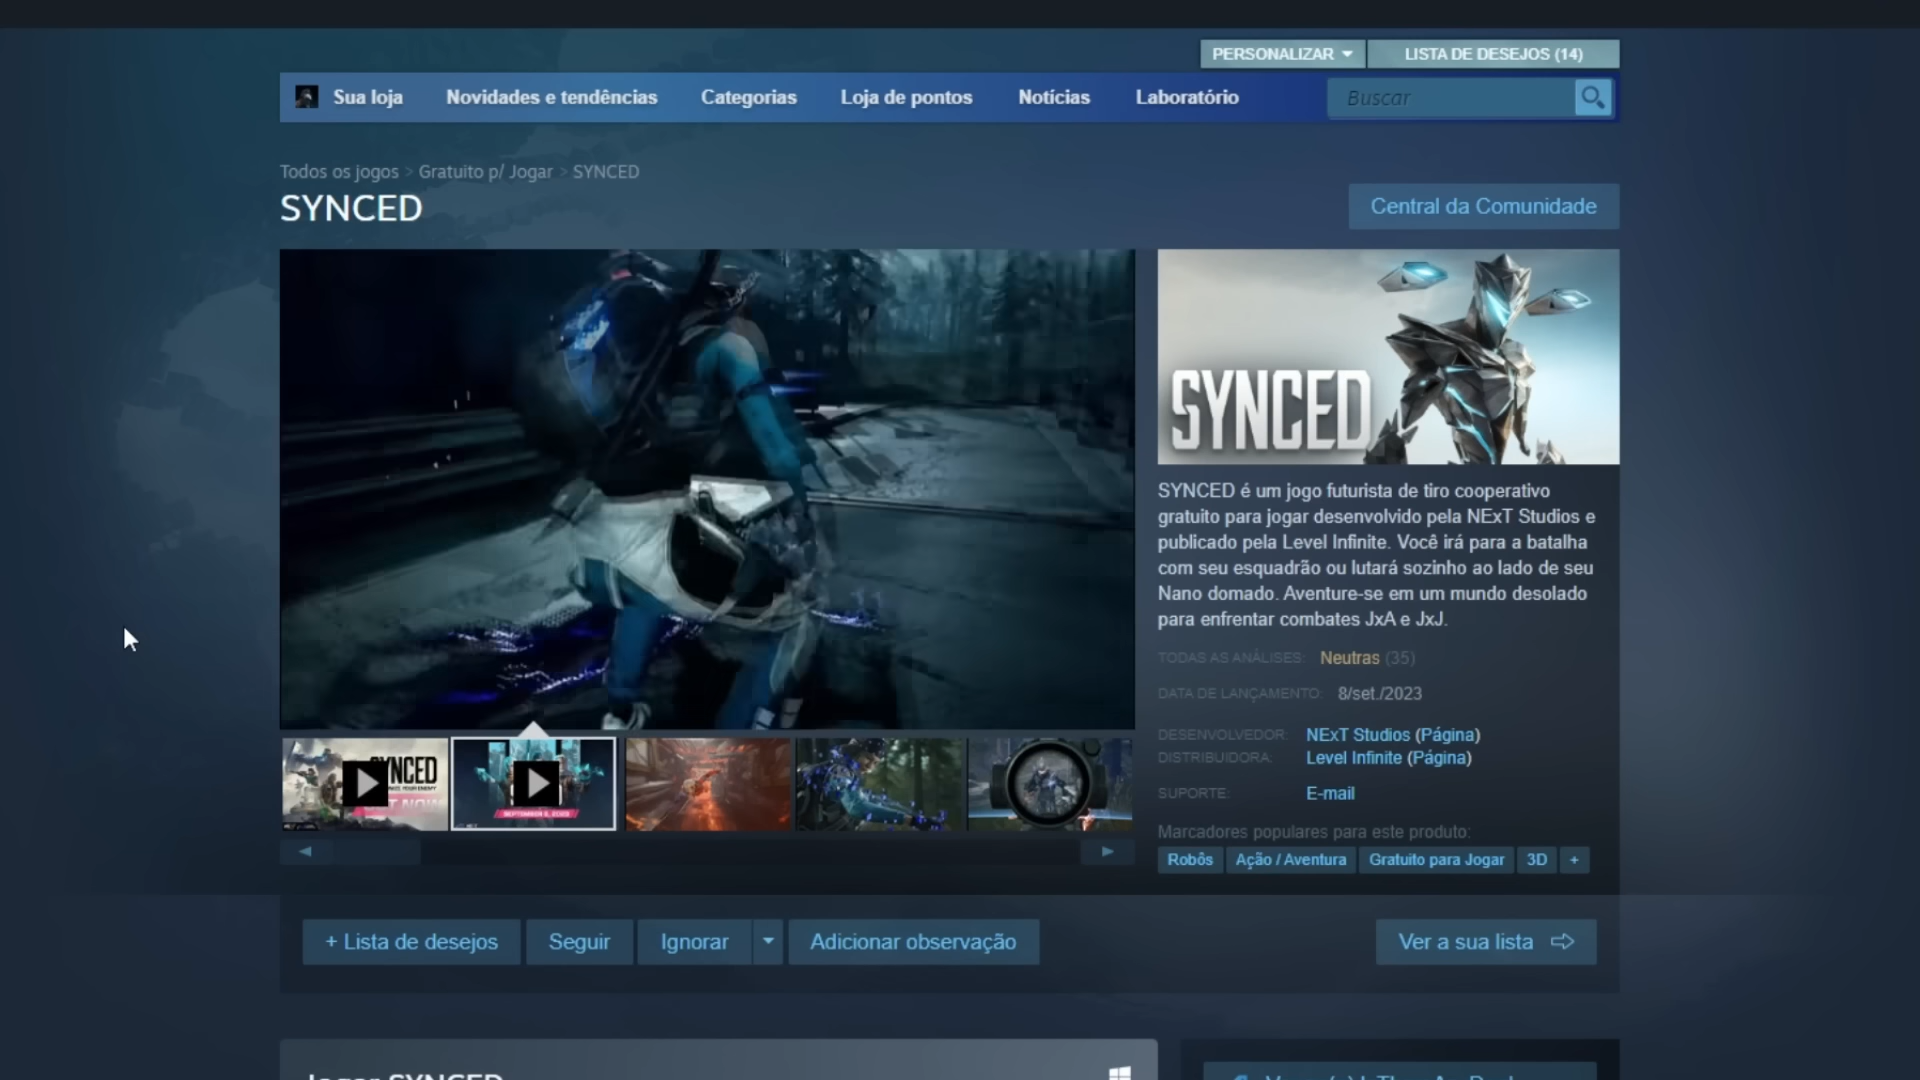 PERSONALIZAR
LISTA DE DESEJOS (14)
Sua loja
Novidades e tendências
Categorias
Loja de pontos
Notícias
Laboratório
Buscar
Todos os jogos > Gratuito p/ Jogar > SYNCED
SYNCED
Central da Comunidade
SYNCED
SYNCED é um jogo futurista de tiro cooperativo
gratuito para jogar desenvolvido pela NExT Studios e
publicado pela Level Infinite. Você irá para a batalha
com seu esquadrão ou lutará sozinho ao lado de seu
Nano domado. Aventure-se em um mundo desolado
para enfrentar combates JxA e JxJ.
TODAS AS ANÁLISES: Neutras (35)
DATA DE LANÇAMENTO: 8/set./2023
DESENVOLVEDOR: NExT Studios (Página)
DISTRIBUIDORA: Level Infinite (Página)
SUPORTE: E-mail
Marcadores populares para este produto:
Robôs
Ação / Aventura
Gratuito para Jogar
3D
+
SEPTEMBER 8, 2023
+ Lista de desejos
Seguir
Ignorar
Adicionar observação
Ver a sua lista
Jogar SYNCED